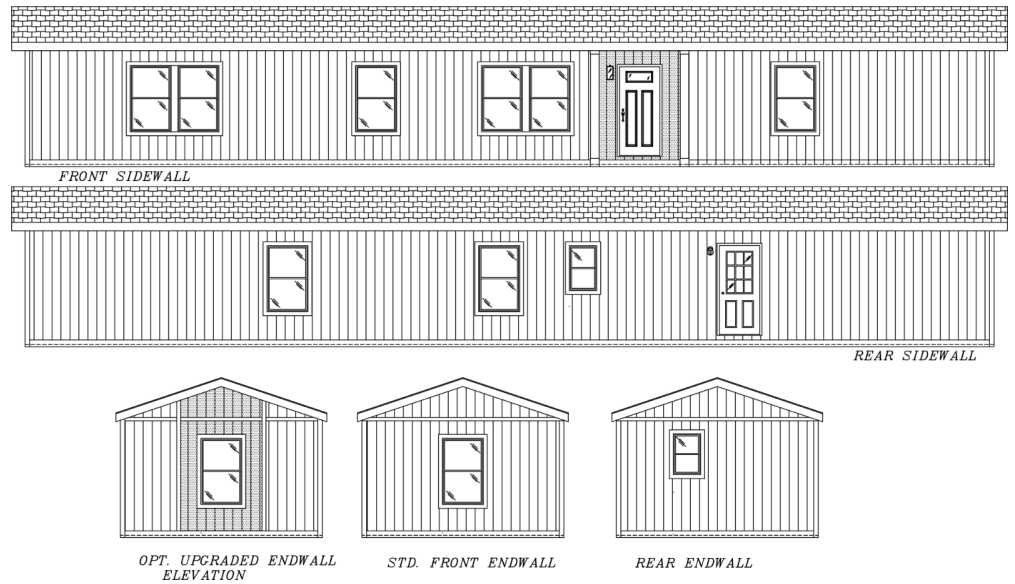 FRONT SIDEWALL
REAR SIDEWALL
OPT. UPGRADED ENDWALL
ELEVATION
STD. FRONT ENDWALL
REAR ENDWALL